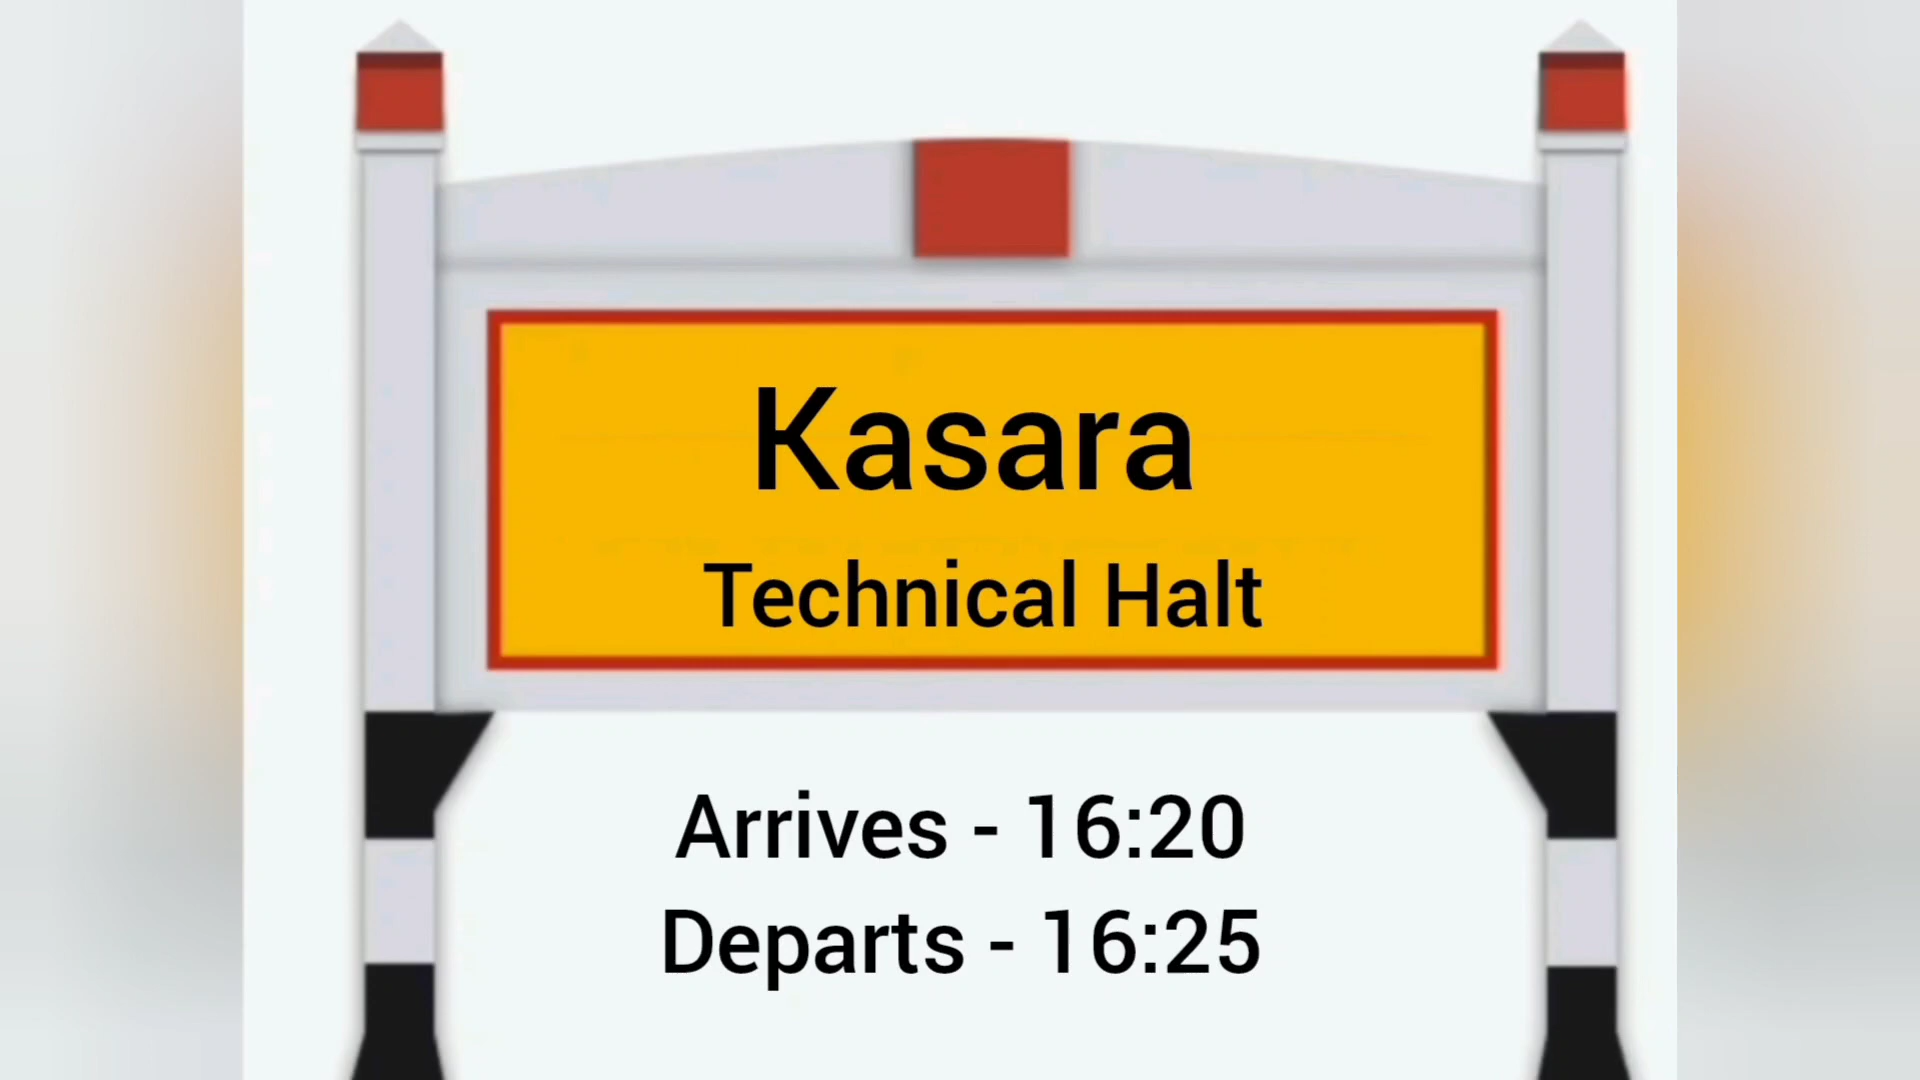 Kasara
Technical Halt
Arrives - 16:20
Departs - 16:25